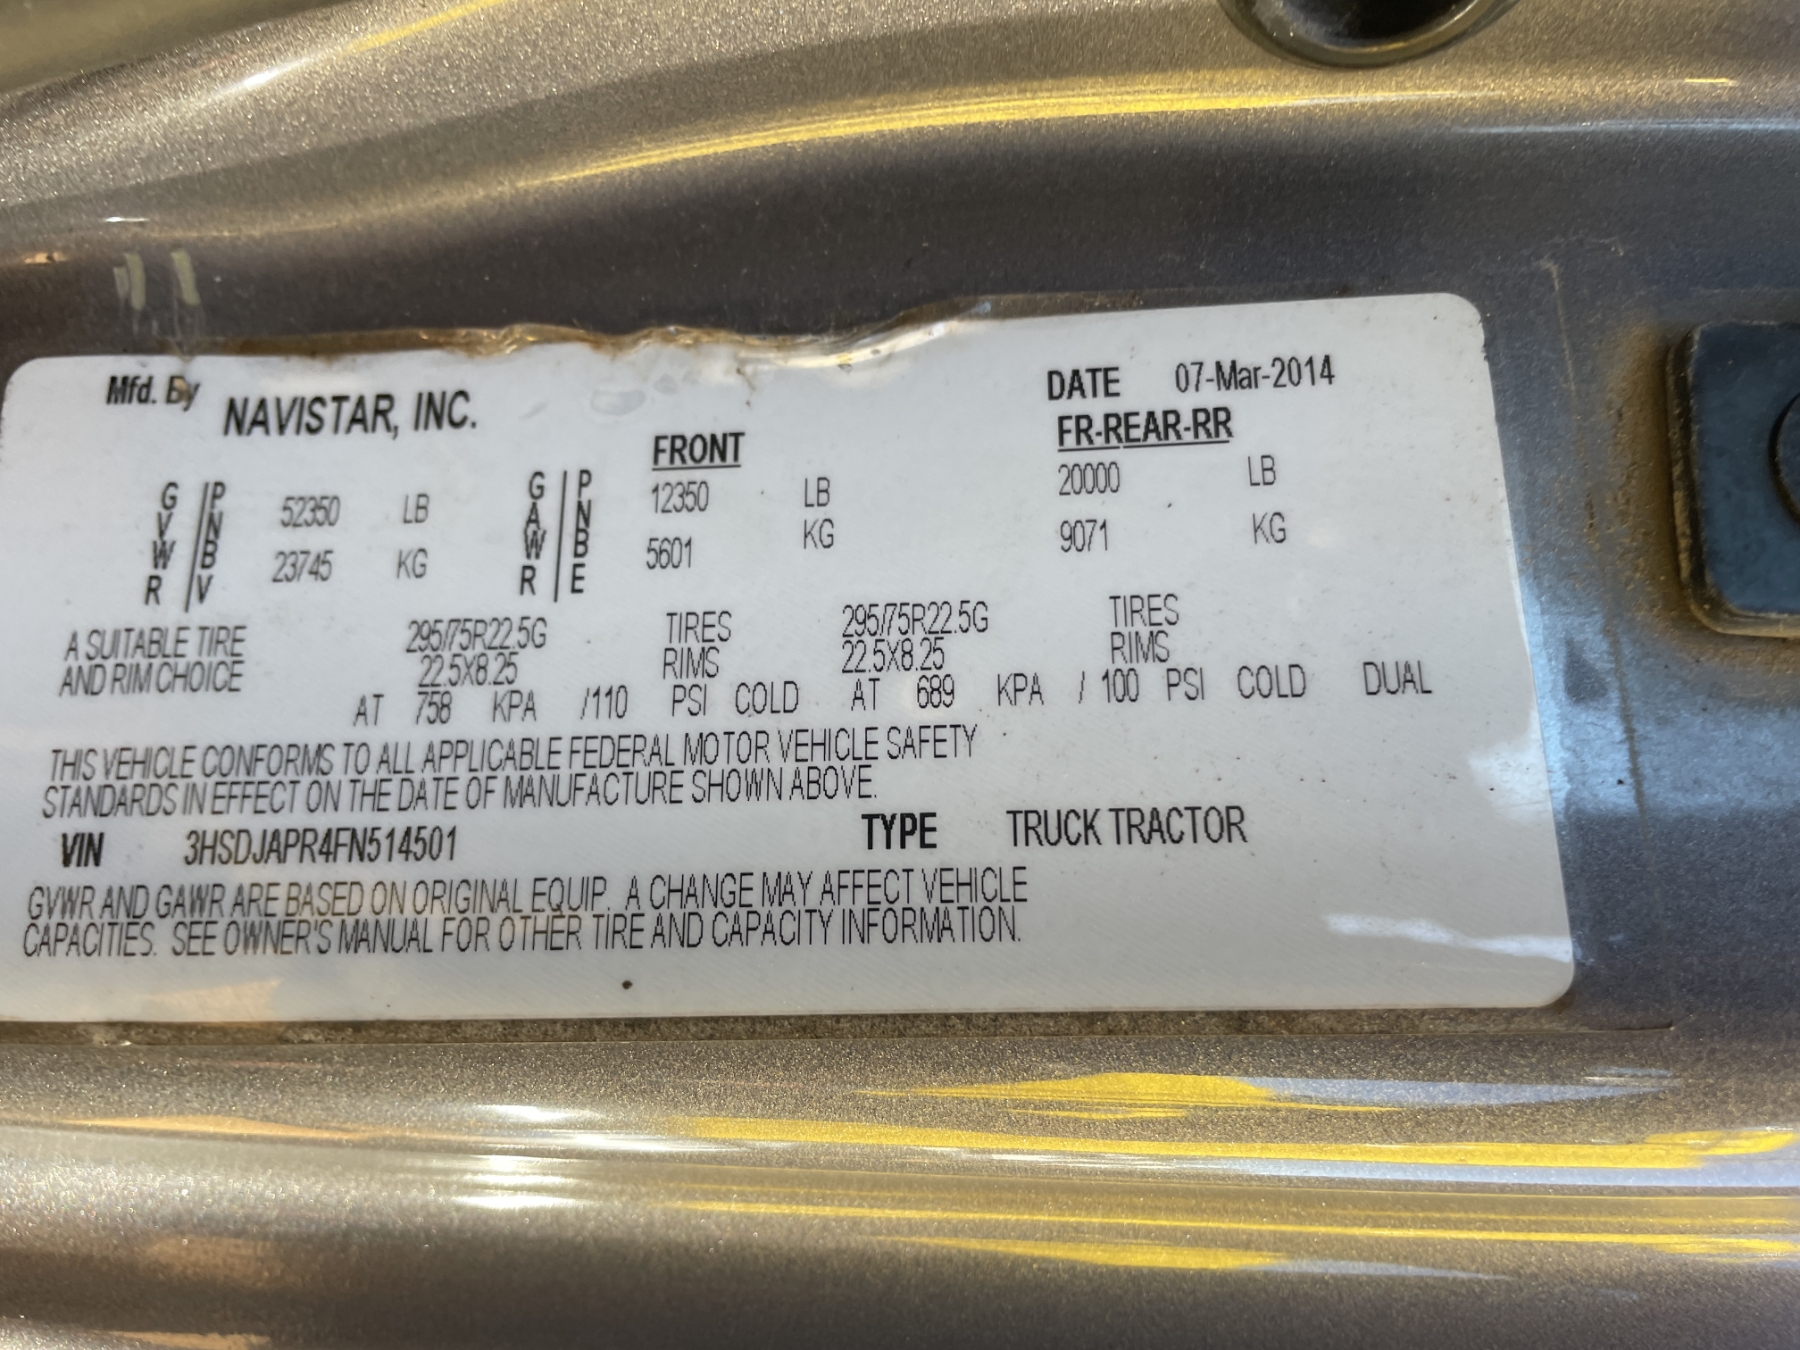 Mfd. By NAVISTAR, INC. DATE 07-Mar-2014
FRONT FR-REAR-RR
GVWR / PNBV 52350 LB GAWR / PNBE 12350 LB 20000 LB
23745 KG 5601 KG 9071 KG
A SUITABLE TIRE 295/75R22.5G TIRES 295/75R22.5G TIRES
AND RIM CHOICE 22.5X8.25 RIMS 22.5X8.25 RIMS
AT 758 KPA /110 PSI COLD AT 689 KPA / 100 PSI COLD DUAL
THIS VEHICLE CONFORMS TO ALL APPLICABLE FEDERAL MOTOR VEHICLE SAFETY
STANDARDS IN EFFECT ON THE DATE OF MANUFACTURE SHOWN ABOVE.
VIN 3HSDJAPR4FN514501 TYPE TRUCK TRACTOR
GVWR AND GAWR ARE BASED ON ORIGINAL EQUIP. A CHANGE MAY AFFECT VEHICLE
CAPACITIES. SEE OWNER'S MANUAL FOR OTHER TIRE AND CAPACITY INFORMATION.